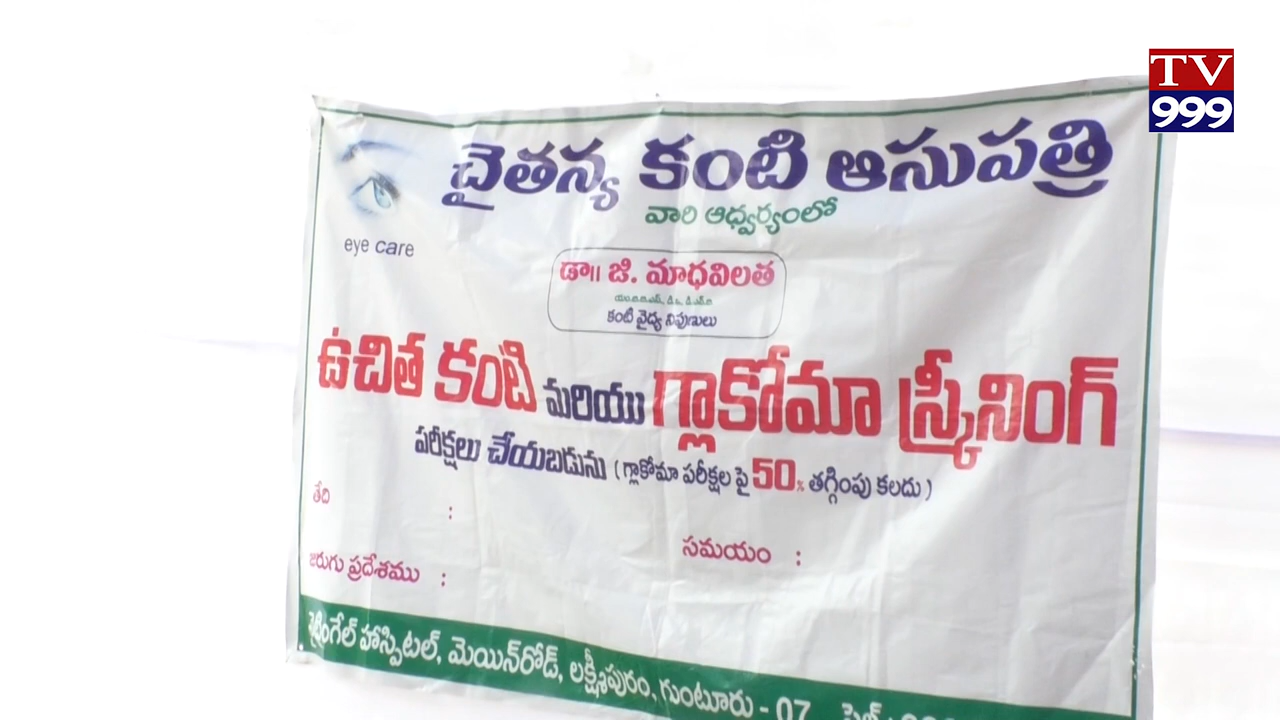 TV
999
చైతన్య కంటి ఆసుపత్రి
వారి ఆధ్వర్యంలో
eye care
డా॥ జి. మాధవిలత
కంటి వైద్య నిపుణులు
ఉచిత కంటి మరియు గ్లాకోమా స్క్రీనింగ్
పరీక్షలు చేయబడును (గ్లాకోమా పరీక్షల పై 50% తగ్గింపు కలదు)
తేది :
సమయం :
జరుగు ప్రదేశము :
హాస్పిటల్, మెయిన్‌రోడ్, లక్ష్మీపురం, గుంటూరు - 07